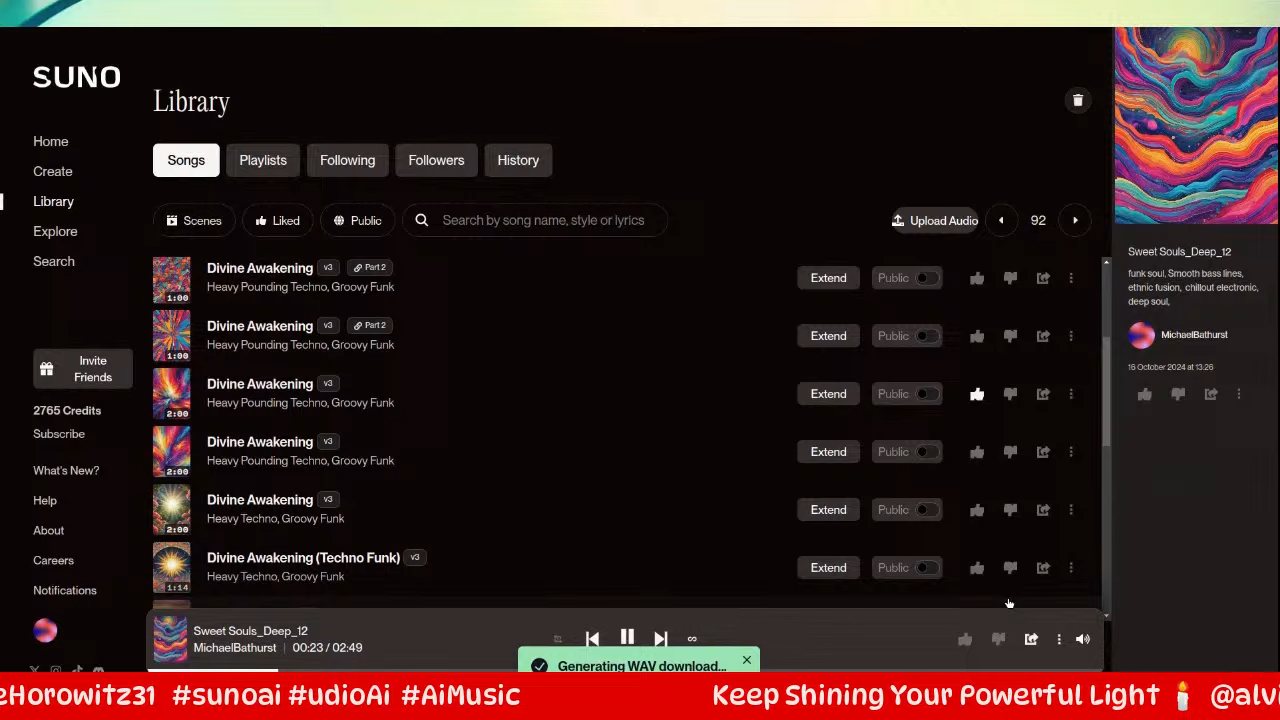 SUNO
Home
Create
Library
Explore
Search
Invite
Friends
2765 Credits
Subscribe
What's New?
Help
About
Careers
Notifications
Library
Songs
Playlists
Following
Followers
History
Scenes
Liked
Public
Search by song name, style or lyrics
Upload Audio
92
Divine Awakening v3 Part 2
Heavy Pounding Techno, Groovy Funk
1:00
Extend
Public
Divine Awakening v3 Part 2
Heavy Pounding Techno, Groovy Funk
1:00
Extend
Public
Divine Awakening v3
Heavy Pounding Techno, Groovy Funk
2:00
Extend
Public
Divine Awakening v3
Heavy Pounding Techno, Groovy Funk
2:00
Extend
Public
Divine Awakening v3
Heavy Techno, Groovy Funk
2:00
Extend
Public
Divine Awakening (Techno Funk) v3
Heavy Techno, Groovy Funk
1:14
Extend
Public
Sweet Souls_Deep_12
MichaelBathurst
00:23 / 02:49
Generating WAV download...
Sweet Souls_Deep_12
funk soul, Smooth bass lines,
ethnic fusion, chillout electronic,
deep soul,
MichaelBathurst
16 October 2024 at 13:26
eHorowitz31 #sunoai #udioAi #AiMusic Keep Shining Your Powerful Light 🕯️ @alvi